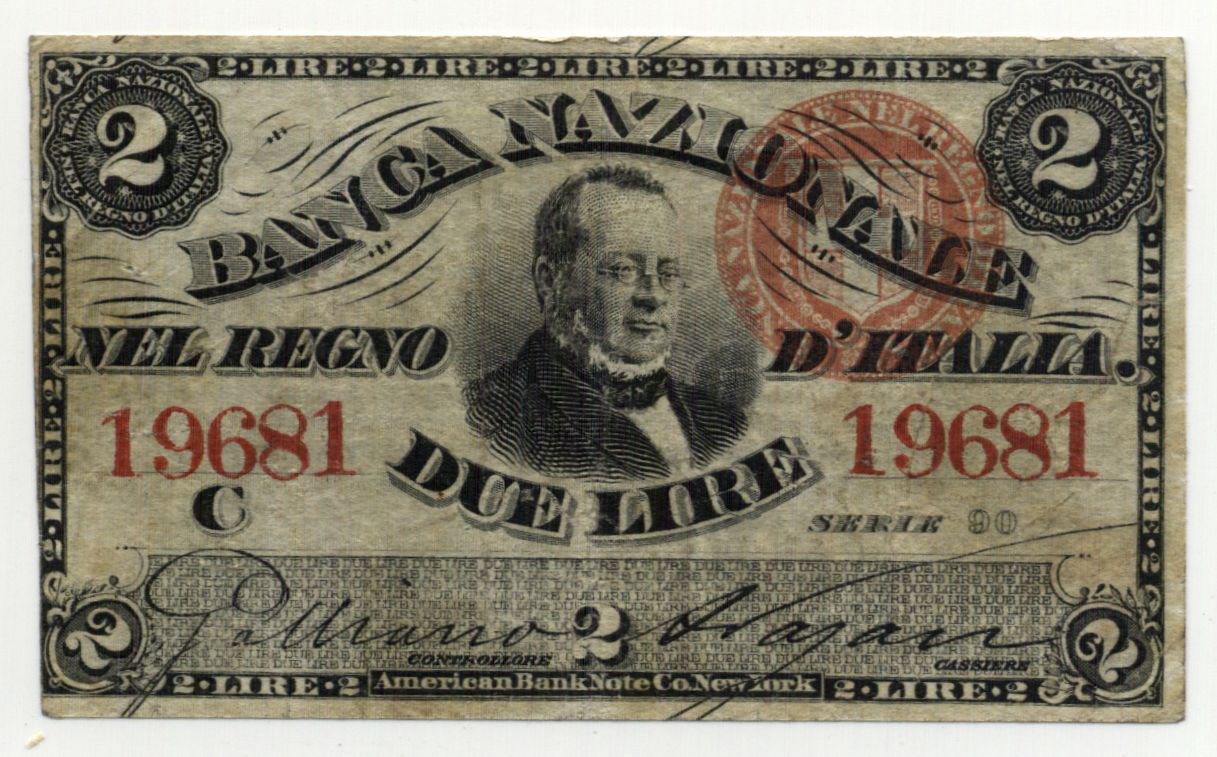 2·LIRE·2·LIRE·2·LIRE·2·LIRE·2·LIRE·2
2 2
BANCA NAZIONALE
NEL REGNO D'ITALIA.
19681 19681
DUE LIRE
C SERIE 90
2
CONTROLLORE CASSIERE
2 2
2·LIRE·2 American Bank Note Co. New York 2·LIRE·2